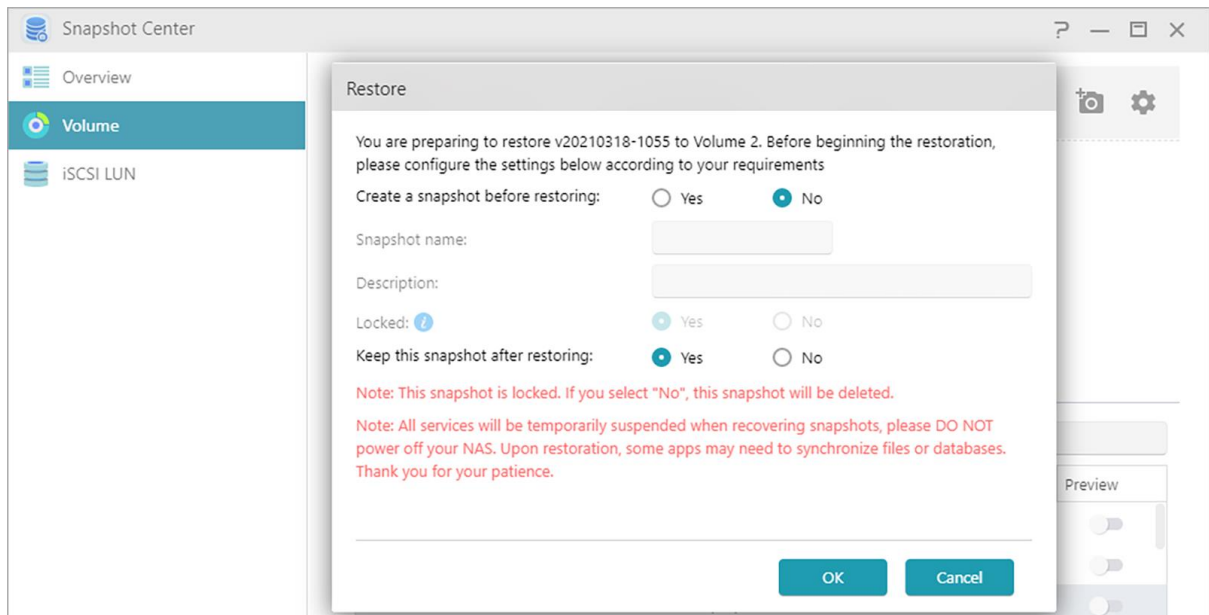 Snapshot Center
Overview
Volume
iSCSI LUN
Restore
You are preparing to restore v20210318-1055 to Volume 2. Before beginning the restoration,
please configure the settings below according to your requirements
Create a snapshot before restoring: Yes No
Snapshot name:
Description:
Locked: i Yes No
Keep this snapshot after restoring: Yes No
Note: This snapshot is locked. If you select "No", this snapshot will be deleted.
Note: All services will be temporarily suspended when recovering snapshots, please DO NOT
power off your NAS. Upon restoration, some apps may need to synchronize files or databases.
Thank you for your patience.
Preview
OK Cancel